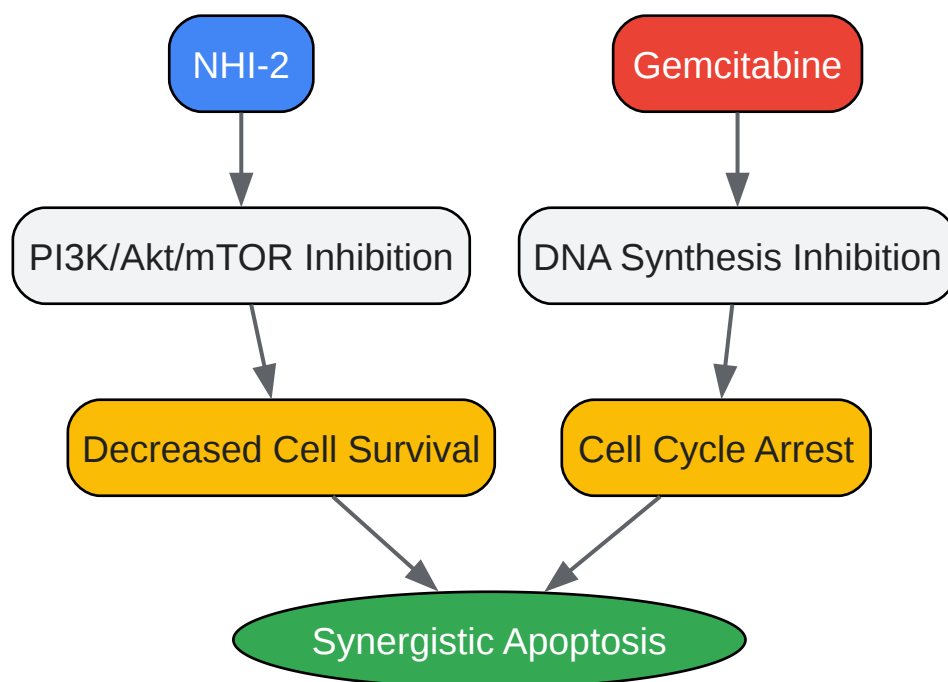 NHI-2
Gemcitabine
PI3K/Akt/mTOR Inhibition
DNA Synthesis Inhibition
Decreased Cell Survival
Cell Cycle Arrest
Synergistic Apoptosis